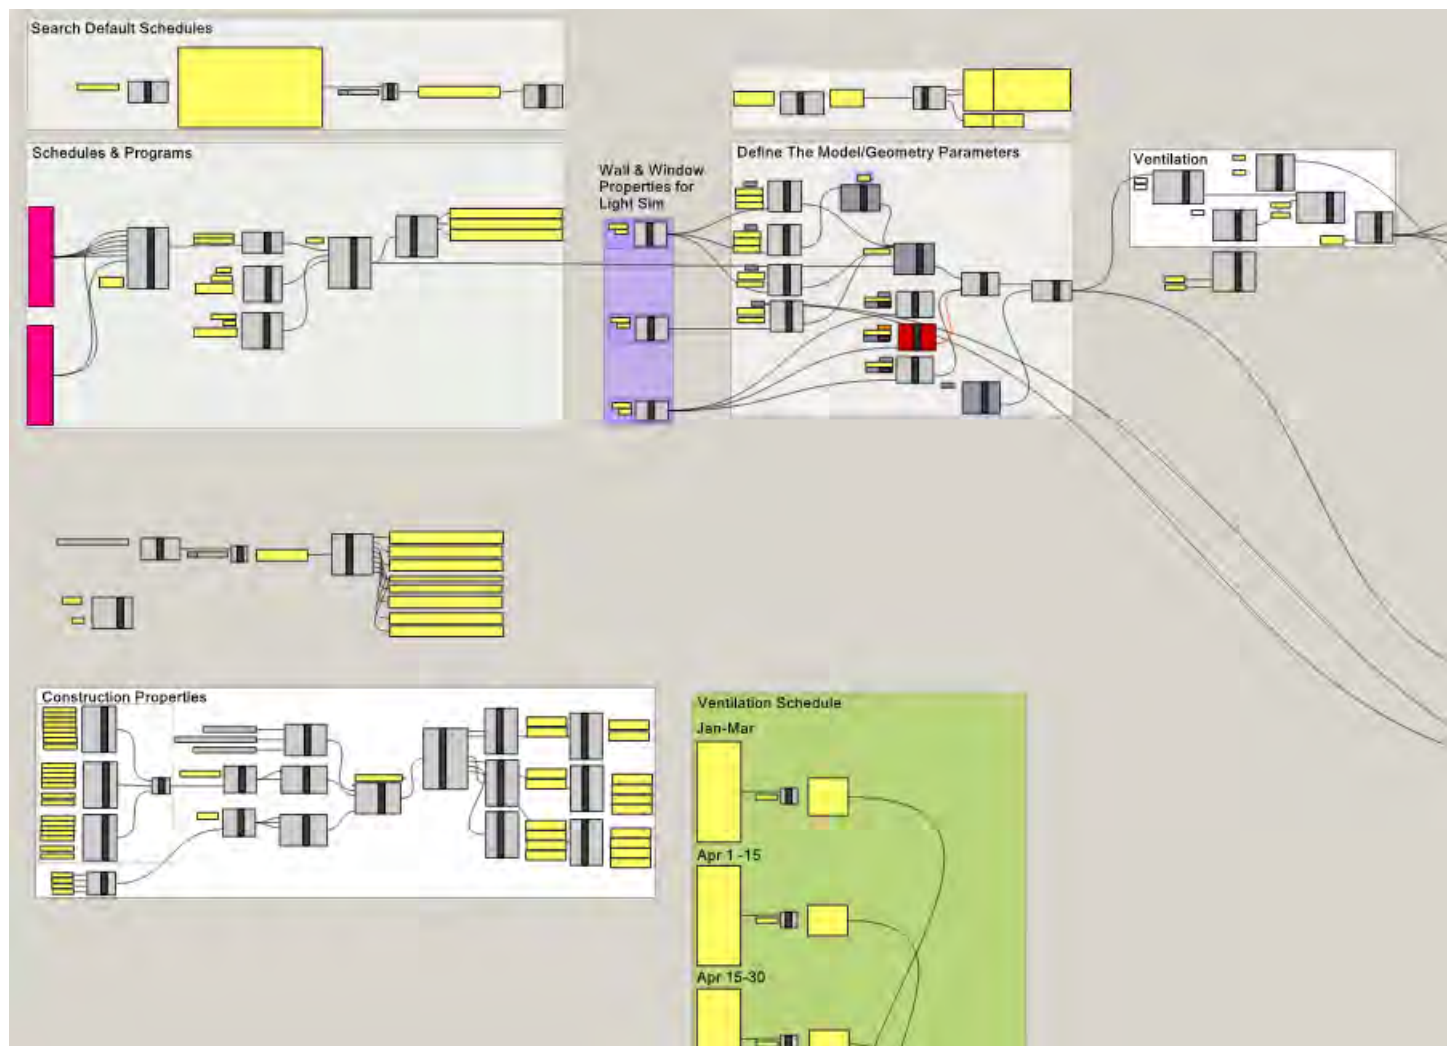 Search Default Schedules
Schedules & Programs
Wall & Window
Properties for
Light Sim
Define The Model/Geometry Parameters
Ventilation
Construction Properties
Ventilation Schedule
Jan-Mar
Apr 1 -15
Apr 15-30